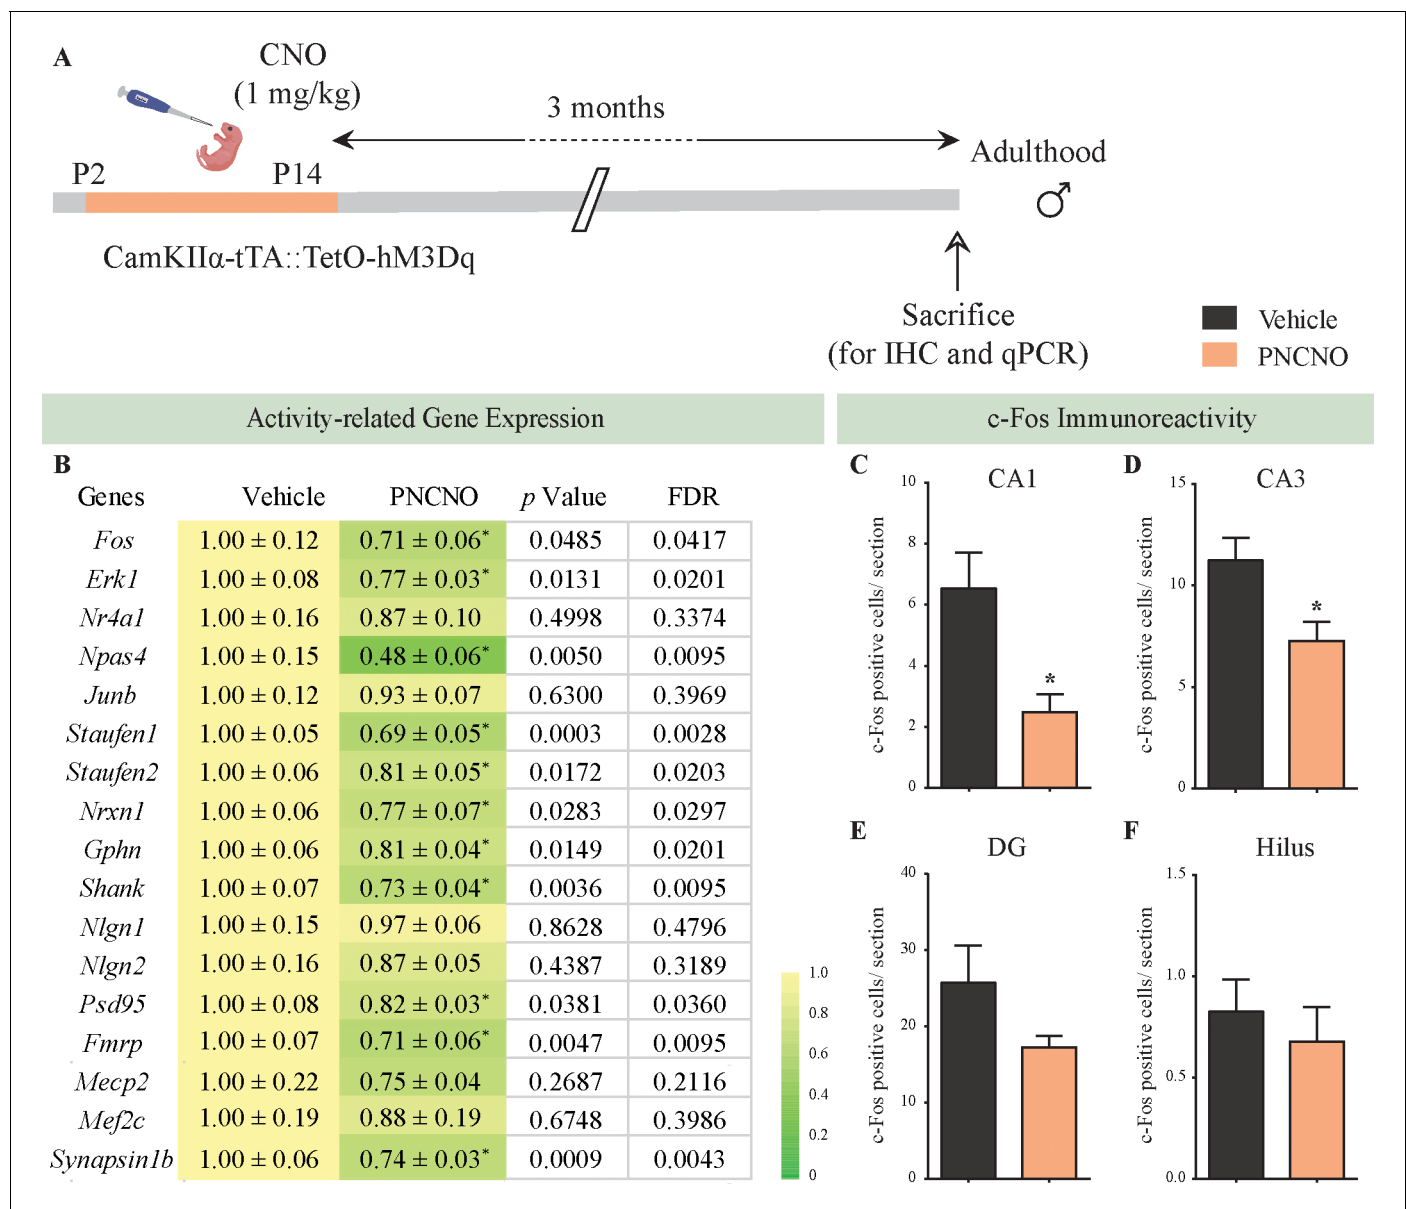 A
CNO
(1 mg/kg)
3 months
Adulthood
P2
P14
CamKIIα-tTA::TetO-hM3Dq
Sacrifice
(for IHC and qPCR)
Vehicle
PNCNO
Activity-related Gene Expression
c-Fos Immunoreactivity
B
Genes Vehicle PNCNO p Value FDR
Fos 1.00 ± 0.12 0.71 ± 0.06* 0.0485 0.0417
Erk1 1.00 ± 0.08 0.77 ± 0.03* 0.0131 0.0201
Nr4a1 1.00 ± 0.16 0.87 ± 0.10 0.4998 0.3374
Npas4 1.00 ± 0.15 0.48 ± 0.06* 0.0050 0.0095
Junb 1.00 ± 0.12 0.93 ± 0.07 0.6300 0.3969
Staufen1 1.00 ± 0.05 0.69 ± 0.05* 0.0003 0.0028
Staufen2 1.00 ± 0.06 0.81 ± 0.05* 0.0172 0.0203
Nrxn1 1.00 ± 0.06 0.77 ± 0.07* 0.0283 0.0297
Gphn 1.00 ± 0.06 0.81 ± 0.04* 0.0149 0.0201
Shank 1.00 ± 0.07 0.73 ± 0.04* 0.0036 0.0095
Nlgn1 1.00 ± 0.15 0.97 ± 0.06 0.8628 0.4796
Nlgn2 1.00 ± 0.16 0.87 ± 0.05 0.4387 0.3189
Psd95 1.00 ± 0.08 0.82 ± 0.03* 0.0381 0.0360
Fmrp 1.00 ± 0.07 0.71 ± 0.06* 0.0047 0.0095
Mecp2 1.00 ± 0.22 0.75 ± 0.04 0.2687 0.2116
Mef2c 1.00 ± 0.19 0.88 ± 0.19 0.6748 0.3986
Synapsin1b 1.00 ± 0.06 0.74 ± 0.03* 0.0009 0.0043
1.0
0.8
0.6
0.4
0.2
0
C
CA1
c-Fos positive cells/ section
10
8
6
4
2
0
*
D
CA3
c-Fos positive cells/ section
15
10
5
0
*
E
DG
c-Fos positive cells/ section
40
30
20
10
0
F
Hilus
c-Fos positive cells/ section
1.5
1.0
0.5
0.0